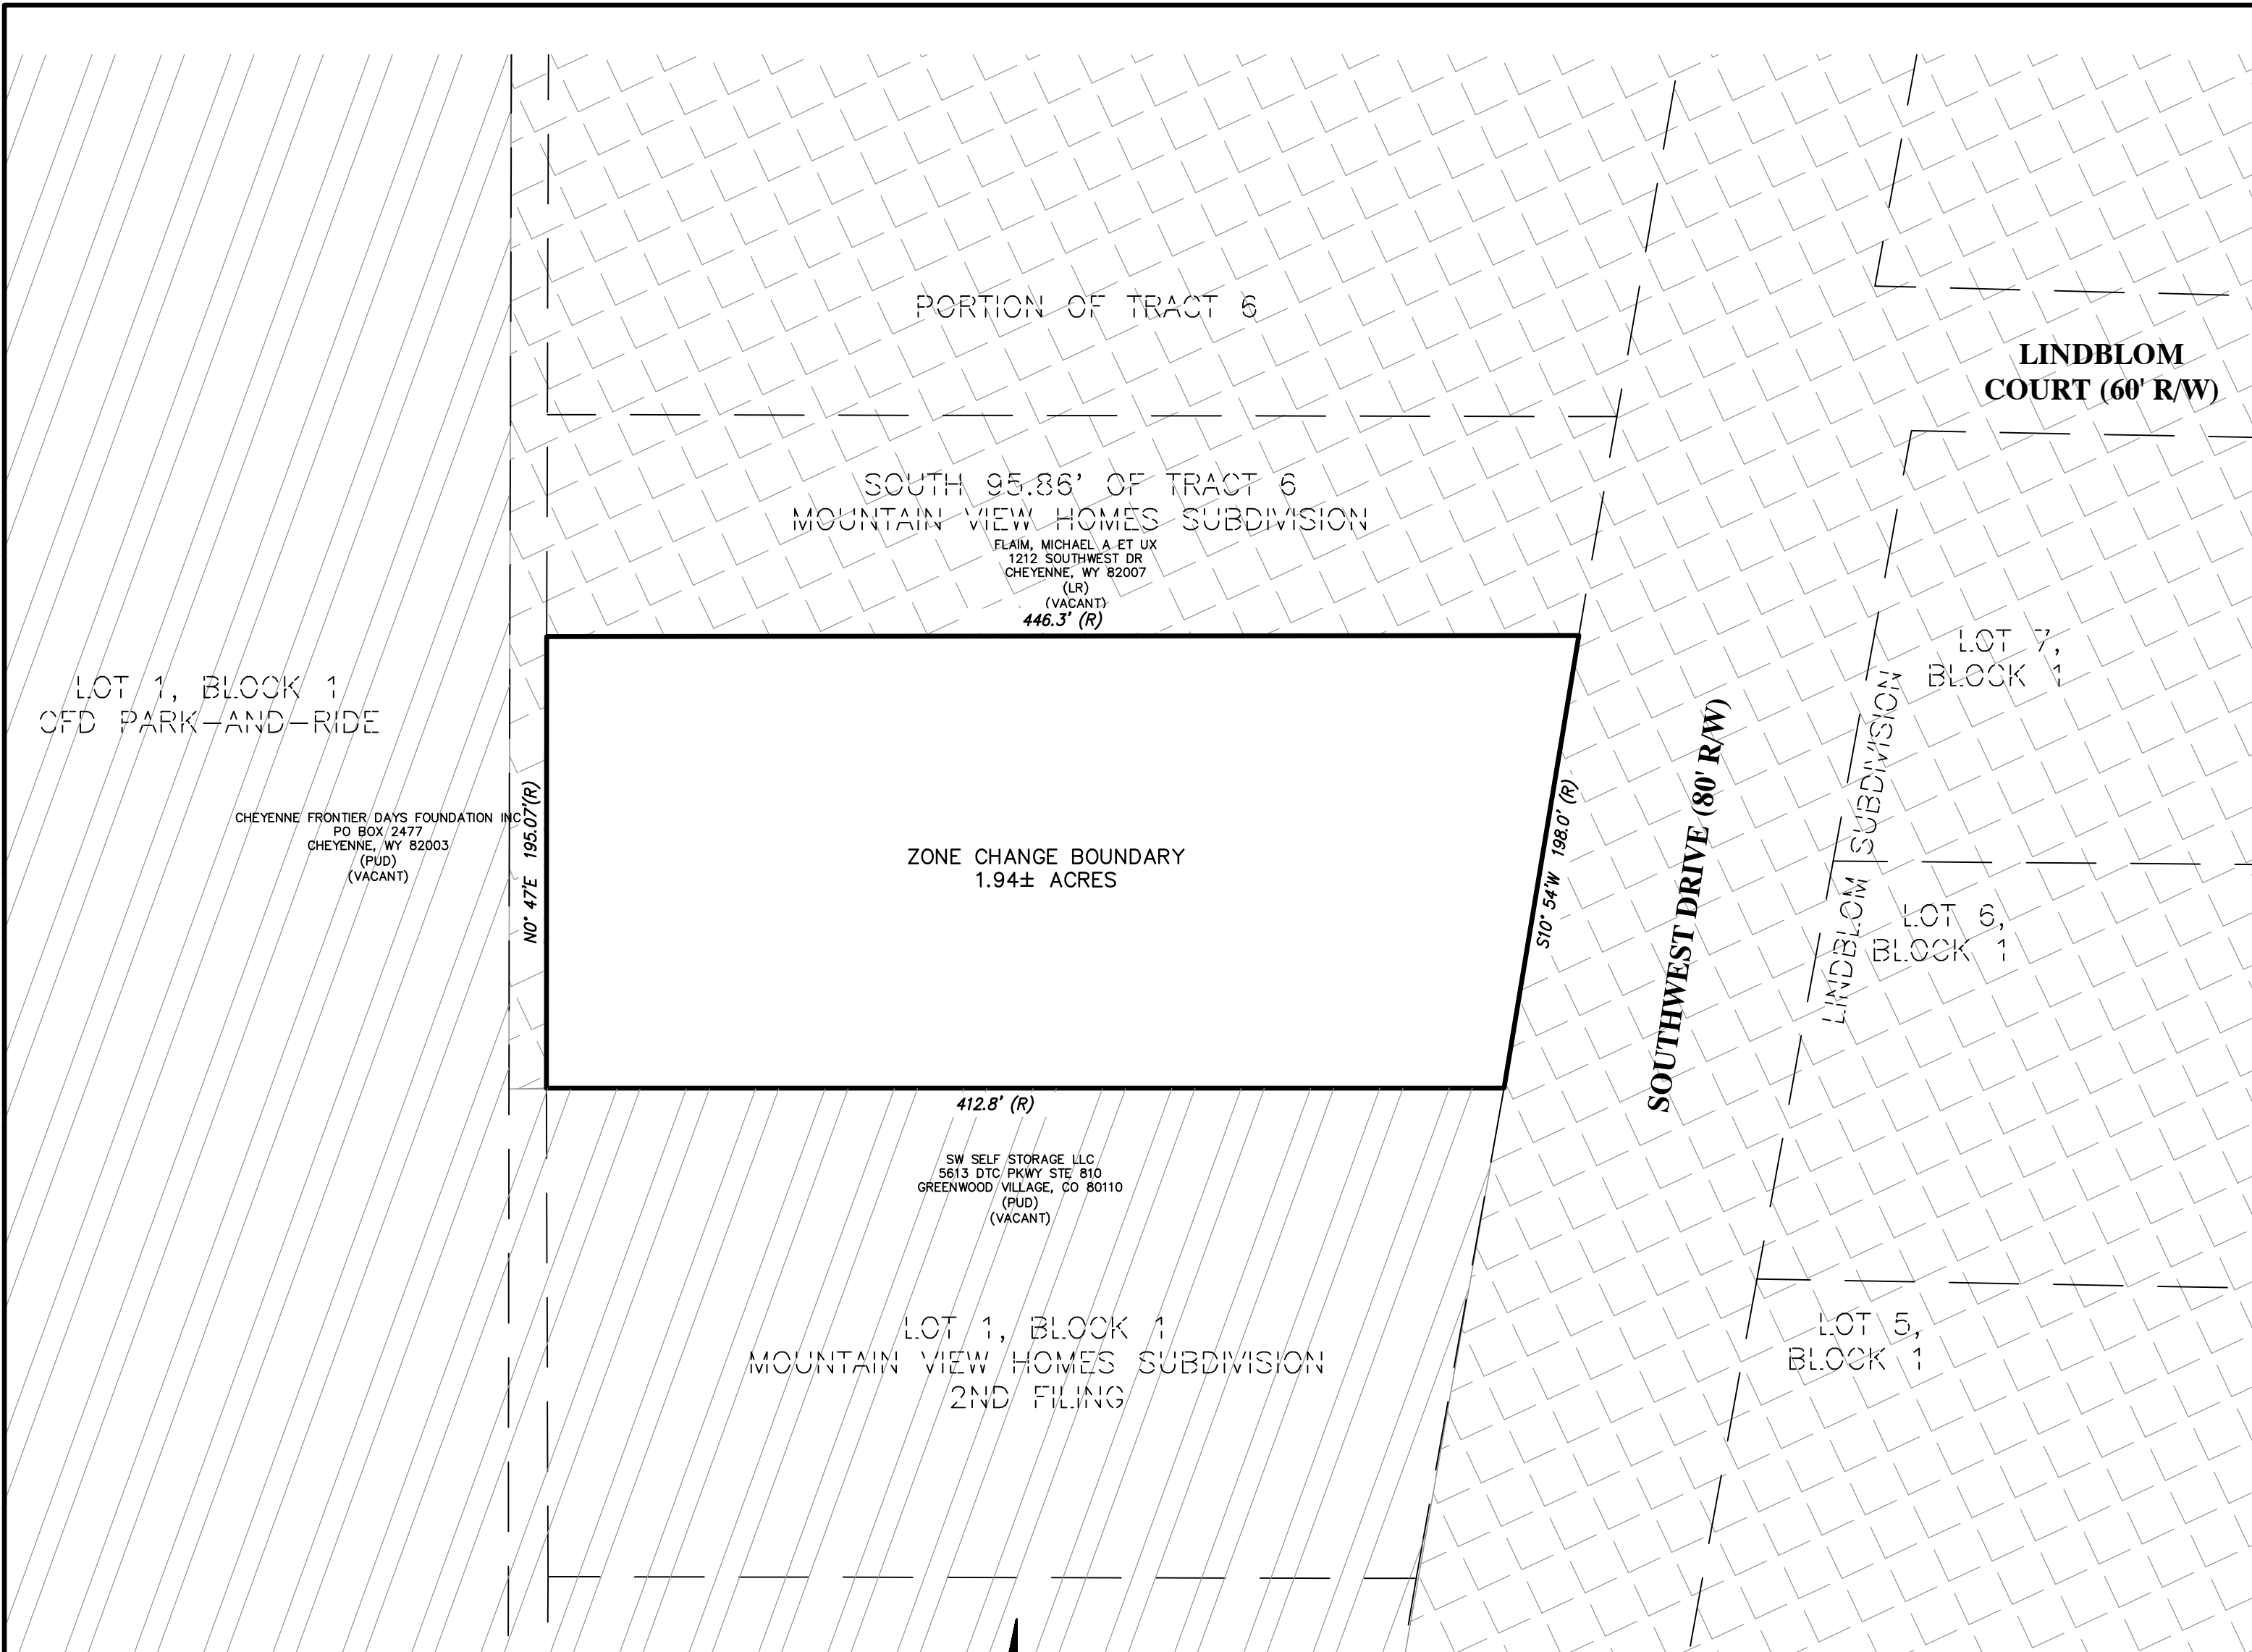 PORTION OF TRACT 6
LINDBLOM
COURT (60' R/W)
SOUTH 95.86' OF TRACT 6
MOUNTAIN VIEW HOMES SUBDIVISION
FLAIM, MICHAEL A ET UX
1212 SOUTHWEST DR
CHEYENNE, WY 82007
(LR)
(VACANT)
446.3' (R)
LOT 7,
BLOCK 1
LOT 1, BLOCK 1
CFD PARK-AND-RIDE
CHEYENNE FRONTIER DAYS FOUNDATION INC
PO BOX 2477
CHEYENNE, WY 82003
(PUD)
(VACANT)
N0° 47'E 195.07'(R)
ZONE CHANGE BOUNDARY
1.94± ACRES
S10° 54'W 198.0' (R)
SOUTHWEST DRIVE (80' R/W)
LINDBLOM SUBDIVISION
LOT 6,
BLOCK 1
412.8' (R)
SW SELF STORAGE LLC
5613 DTC PKWY STE 810
GREENWOOD VILLAGE, CO 80110
(PUD)
(VACANT)
LOT 1, BLOCK 1
MOUNTAIN VIEW HOMES SUBDIVISION
2ND FILING
LOT 5,
BLOCK 1